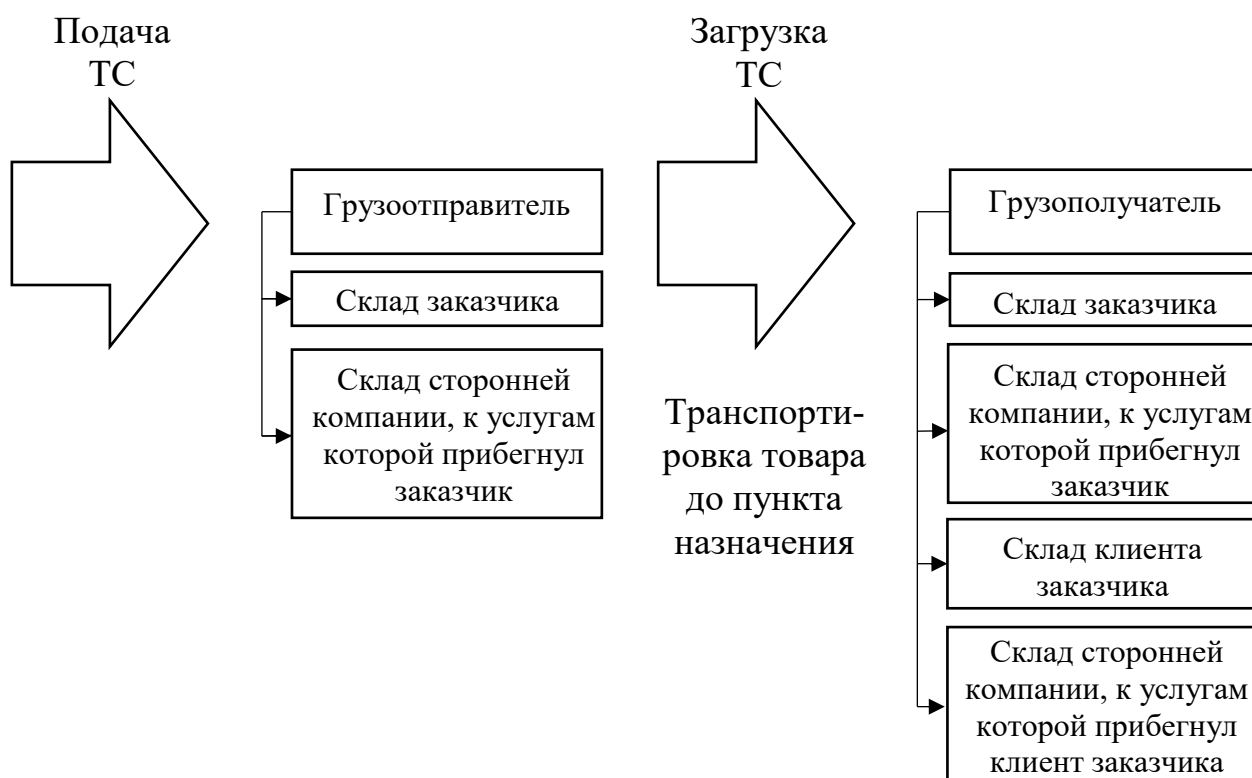 Подача
ТС
Грузоотправитель
Склад заказчика
Склад сторонней
компании, к услугам
которой прибегнул
заказчик
Загрузка
ТС
Транспорти-
ровка товара
до пункта
назначения
Грузополучатель
Склад заказчика
Склад сторонней
компании, к услугам
которой прибегнул
заказчик
Склад клиента
заказчика
Склад сторонней
компании, к услугам
которой прибегнул
клиент заказчика